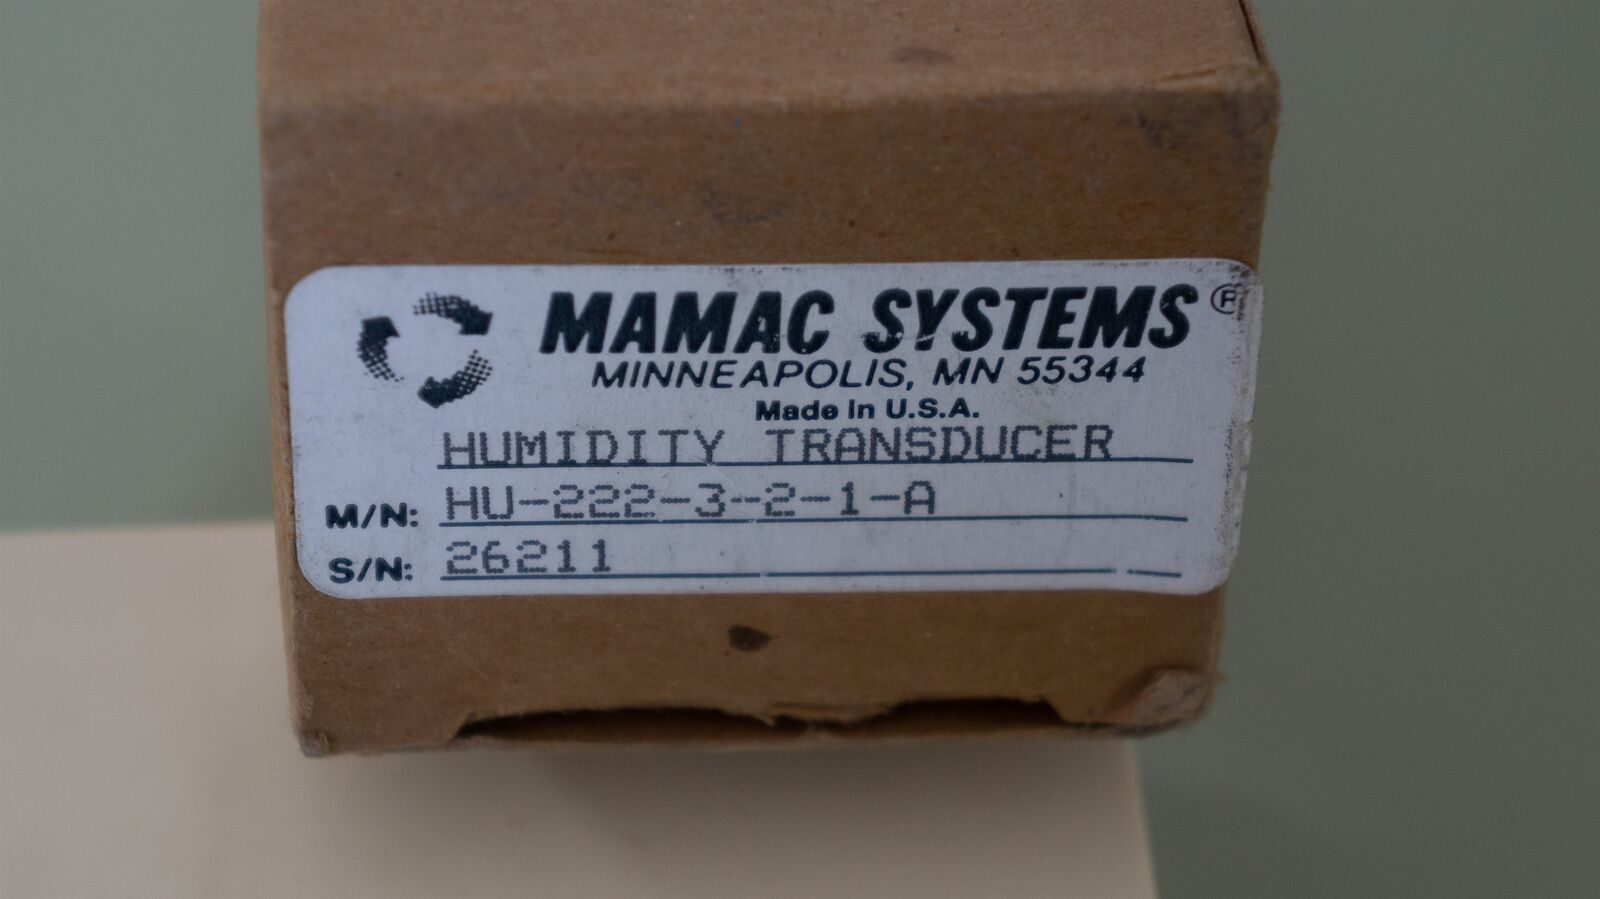 MAMAC SYSTEMS®
MINNEAPOLIS, MN 55344
Made In U.S.A.
HUMIDITY TRANSDUCER
M/N: HU-222-3-2-1-A
S/N: 26211